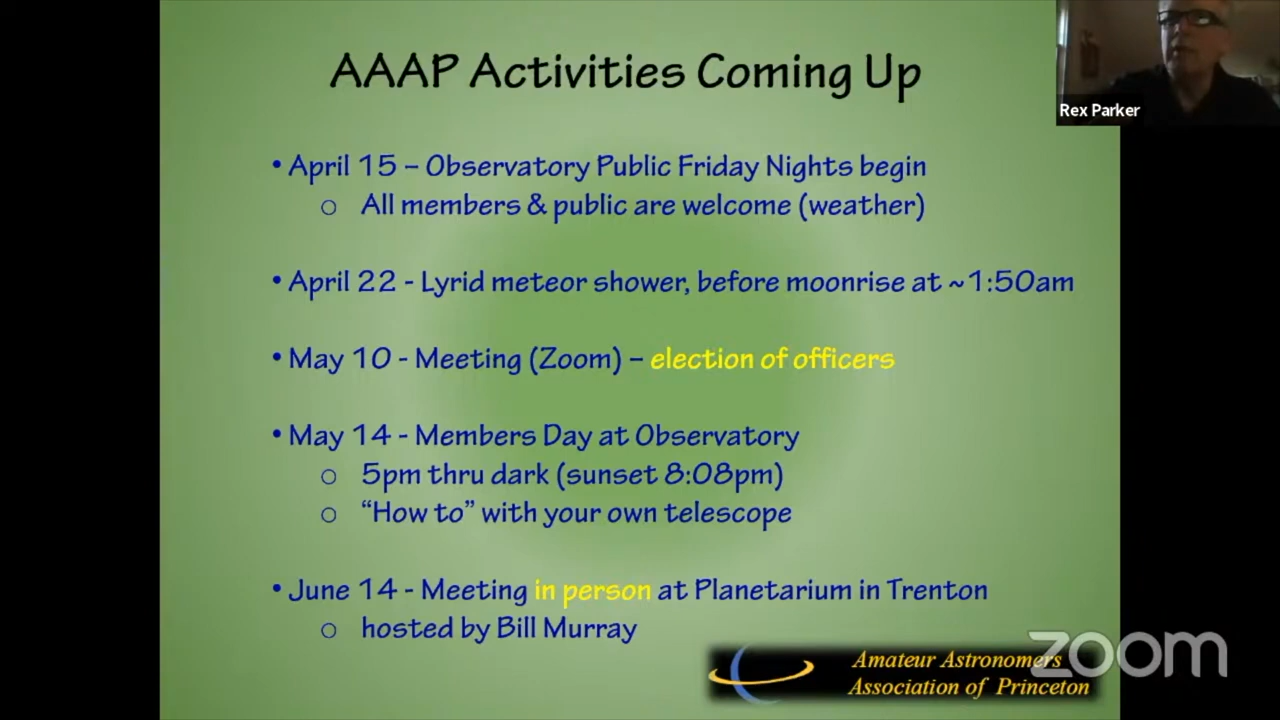 AAAP Activities Coming Up
Rex Parker
• April 15 – Observatory Public Friday Nights begin
o All members & public are welcome (weather)
• April 22 - Lyrid meteor shower, before moonrise at ~1:50am
• May 10 - Meeting (Zoom) – election of officers
• May 14 - Members Day at Observatory
o 5pm thru dark (sunset 8:08pm)
o “How to” with your own telescope
• June 14 - Meeting in person at Planetarium in Trenton
o hosted by Bill Murray
Amateur Astronomers
Association of Princeton
zoom